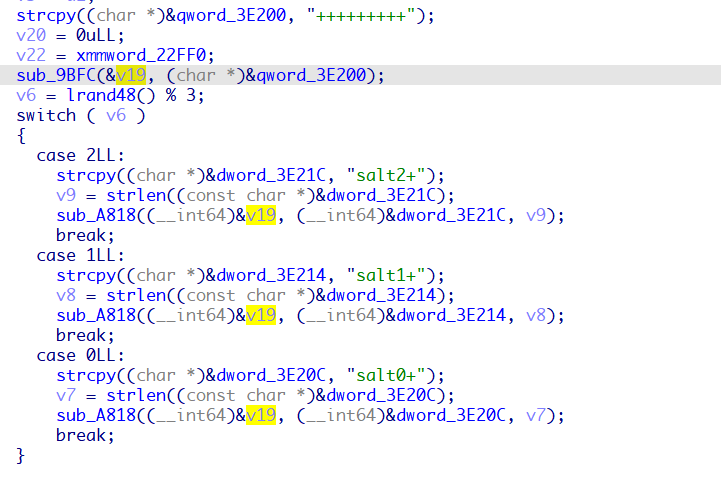 strcpy((char *)&qword_3E200, "+++++++++");
v20 = 0uLL;
v22 = xmmword_22FF0;
sub_9BFC(&v19, (char *)&qword_3E200);
v6 = lrand48() % 3;
switch ( v6 )
{
  case 2LL:
    strcpy((char *)&dword_3E21C, "salt2+");
    v9 = strlen((const char *)&dword_3E21C);
    sub_A818((__int64)&v19, (__int64)&dword_3E21C, v9);
    break;
  case 1LL:
    strcpy((char *)&dword_3E214, "salt1+");
    v8 = strlen((const char *)&dword_3E214);
    sub_A818((__int64)&v19, (__int64)&dword_3E214, v8);
    break;
  case 0LL:
    strcpy((char *)&dword_3E20C, "salt0+");
    v7 = strlen((const char *)&dword_3E20C);
    sub_A818((__int64)&v19, (__int64)&dword_3E20C, v7);
    break;
}